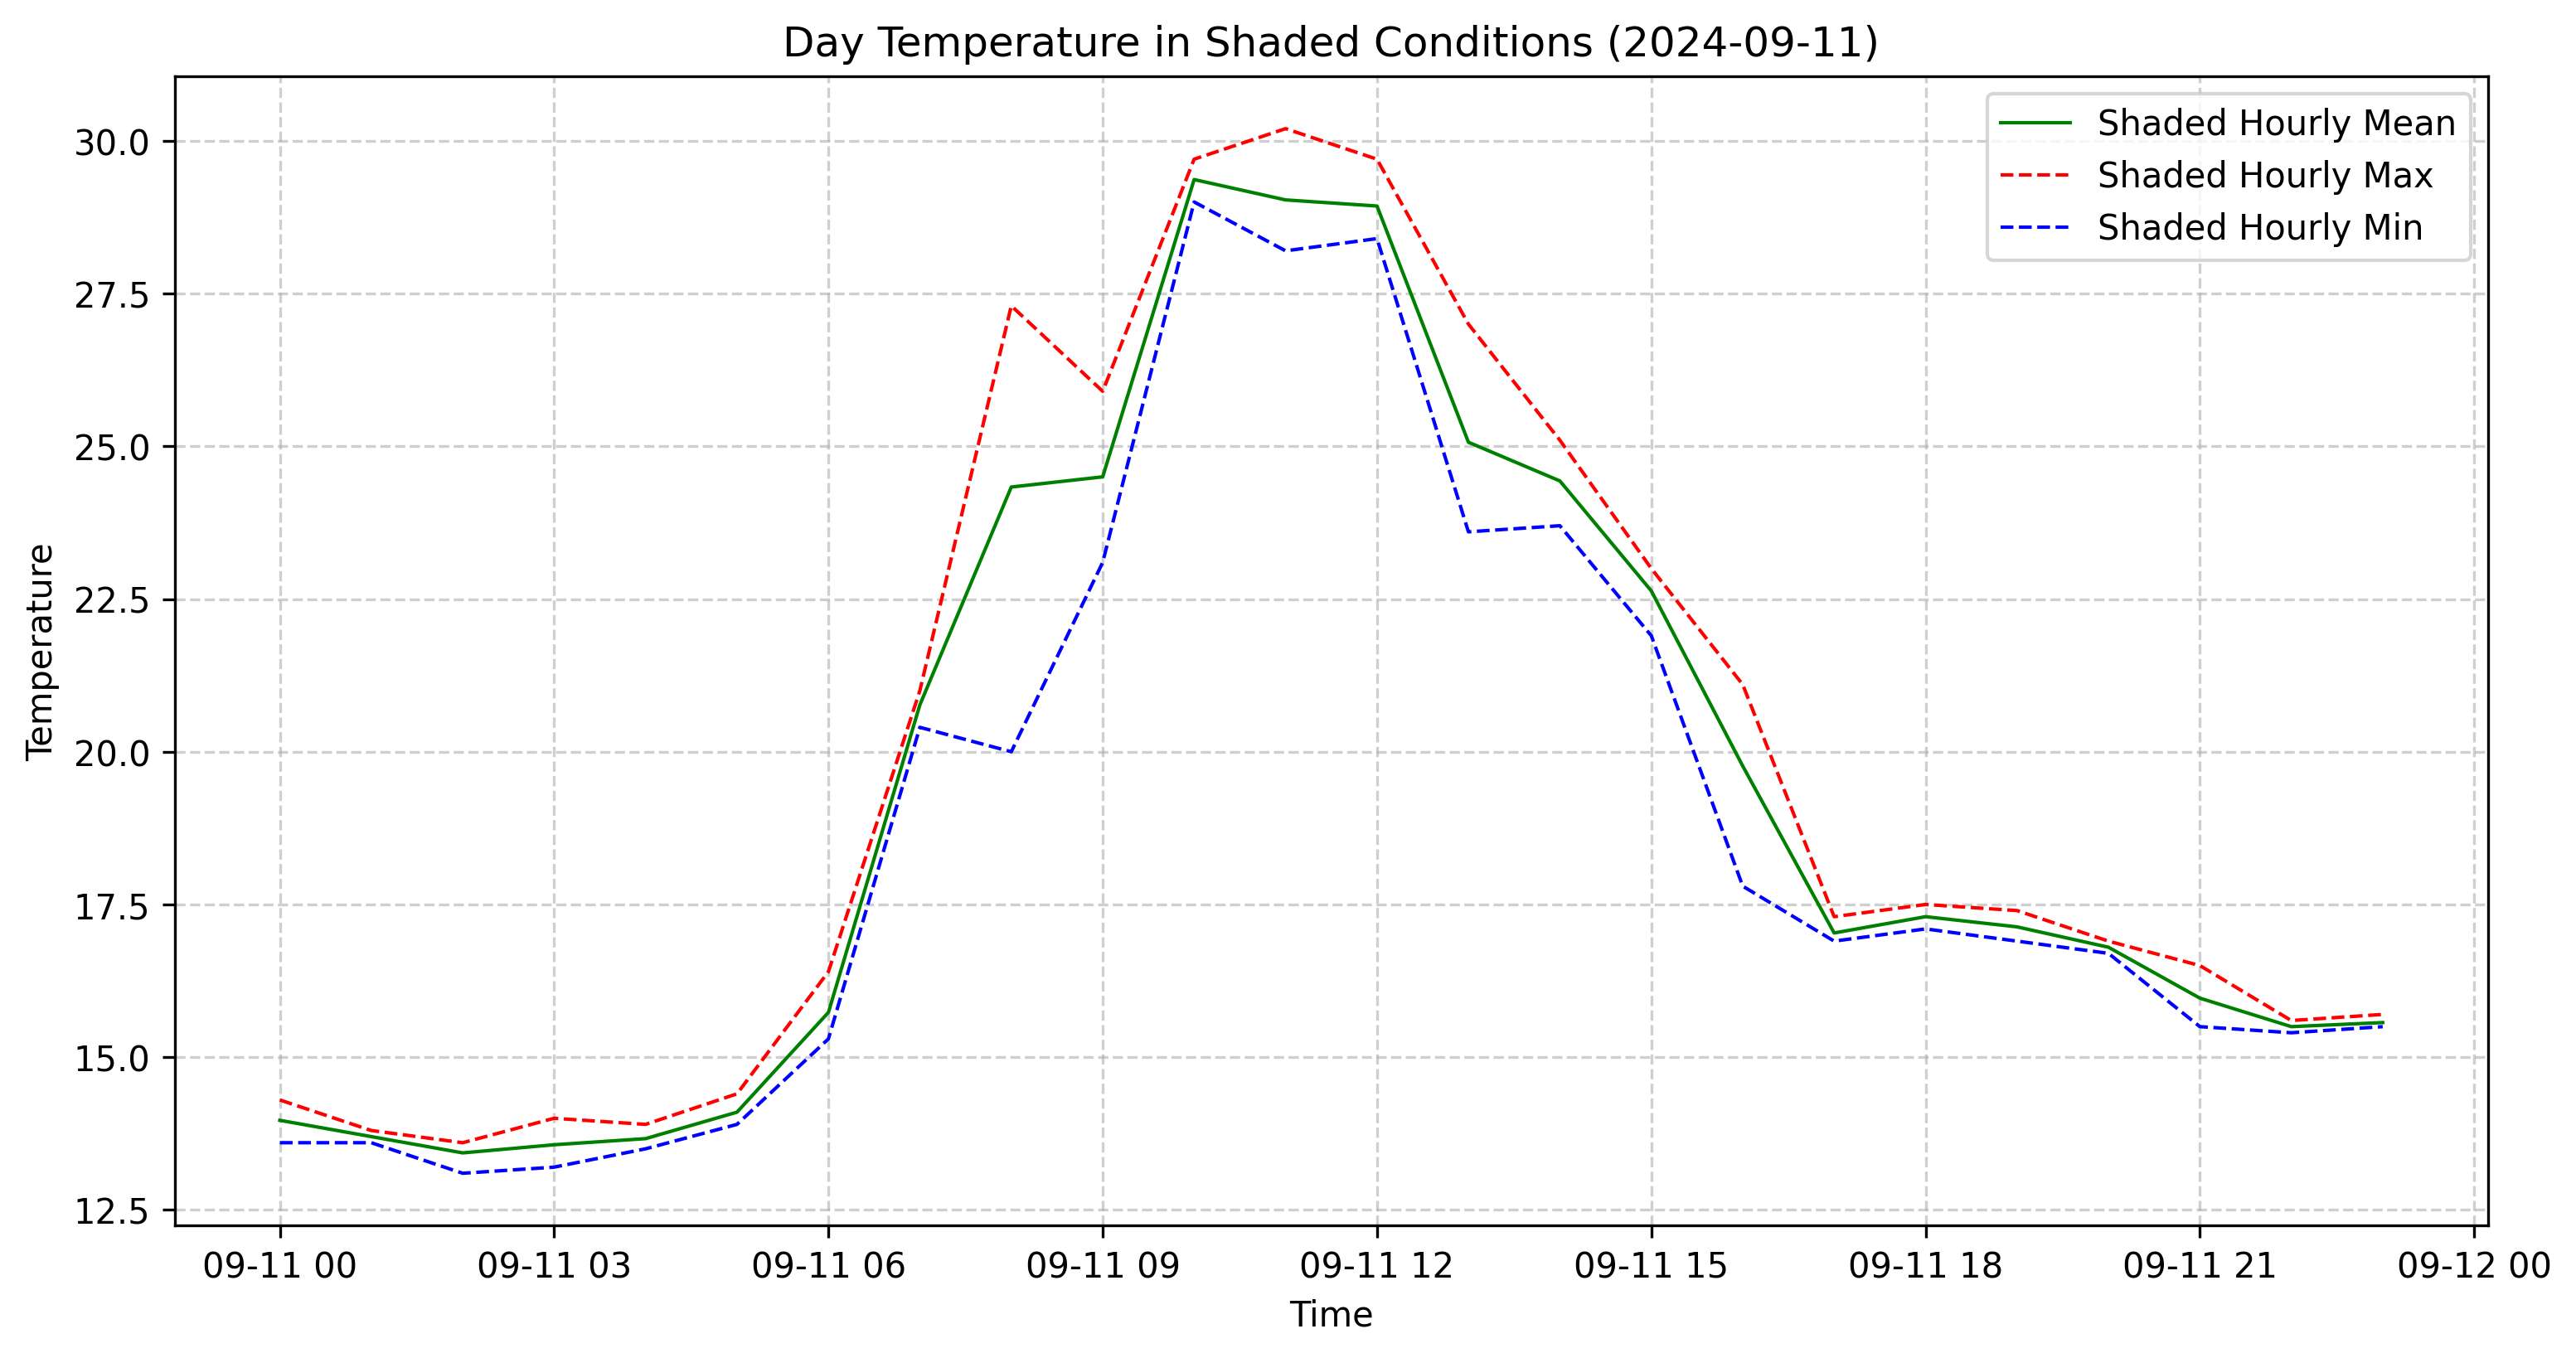 Day Temperature in Shaded Conditions (2024-09-11)
Shaded Hourly Mean
Shaded Hourly Max
Shaded Hourly Min
Temperature
30.0
27.5
25.0
22.5
20.0
17.5
15.0
12.5
09-11 00 09-11 03 09-11 06 09-11 09 09-11 12 09-11 15 09-11 18 09-11 21 09-12 00
Time